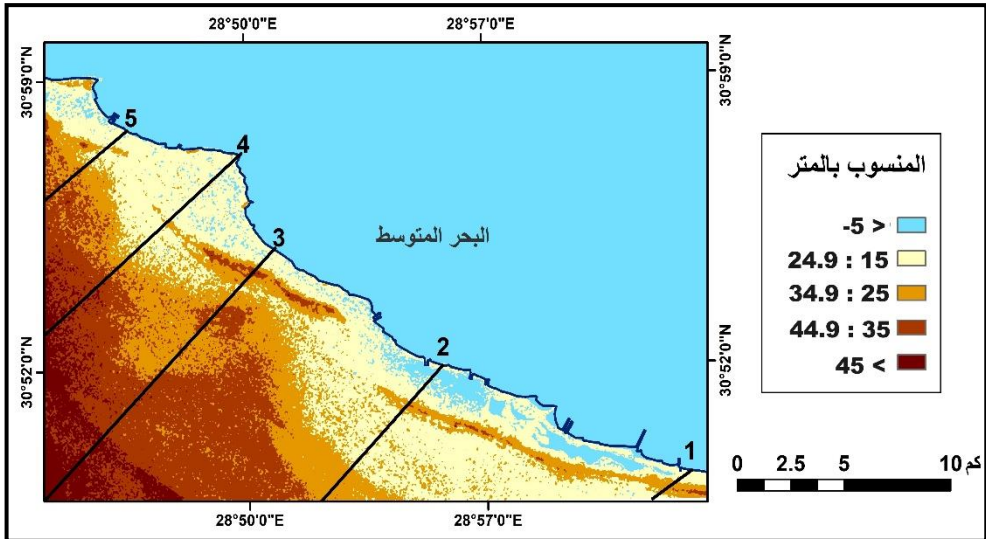 28°50'0"E
28°57'0"E
30°59'0"N
30°59'0"N
5
4
3
البحر المتوسط
2
30°52'0"N
30°52'0"N
1
28°50'0"E
28°57'0"E
المنسوب بالمتر
-5 >
24.9 : 15
34.9 : 25
44.9 : 35
45 <
0 2.5 5 10 كم